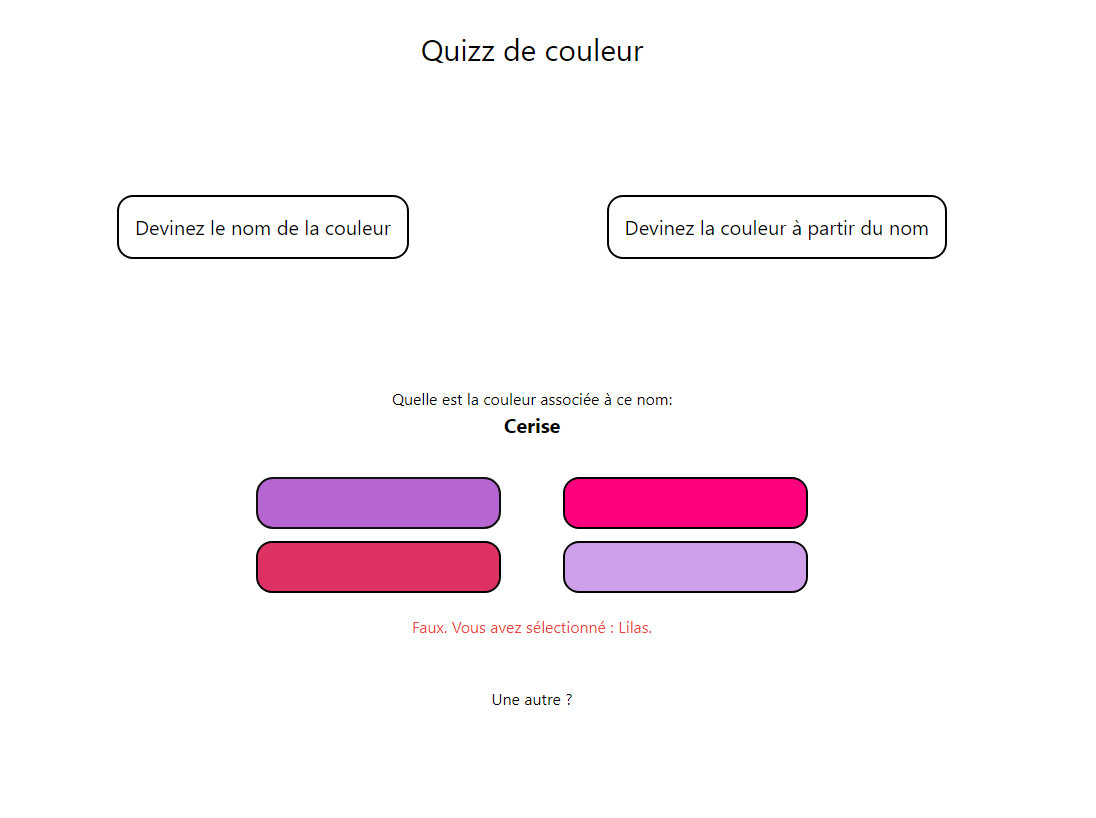 Quizz de couleur
Devinez le nom de la couleur
Devinez la couleur à partir du nom
Quelle est la couleur associée à ce nom:
Cerise
Faux. Vous avez sélectionné : Lilas.
Une autre ?